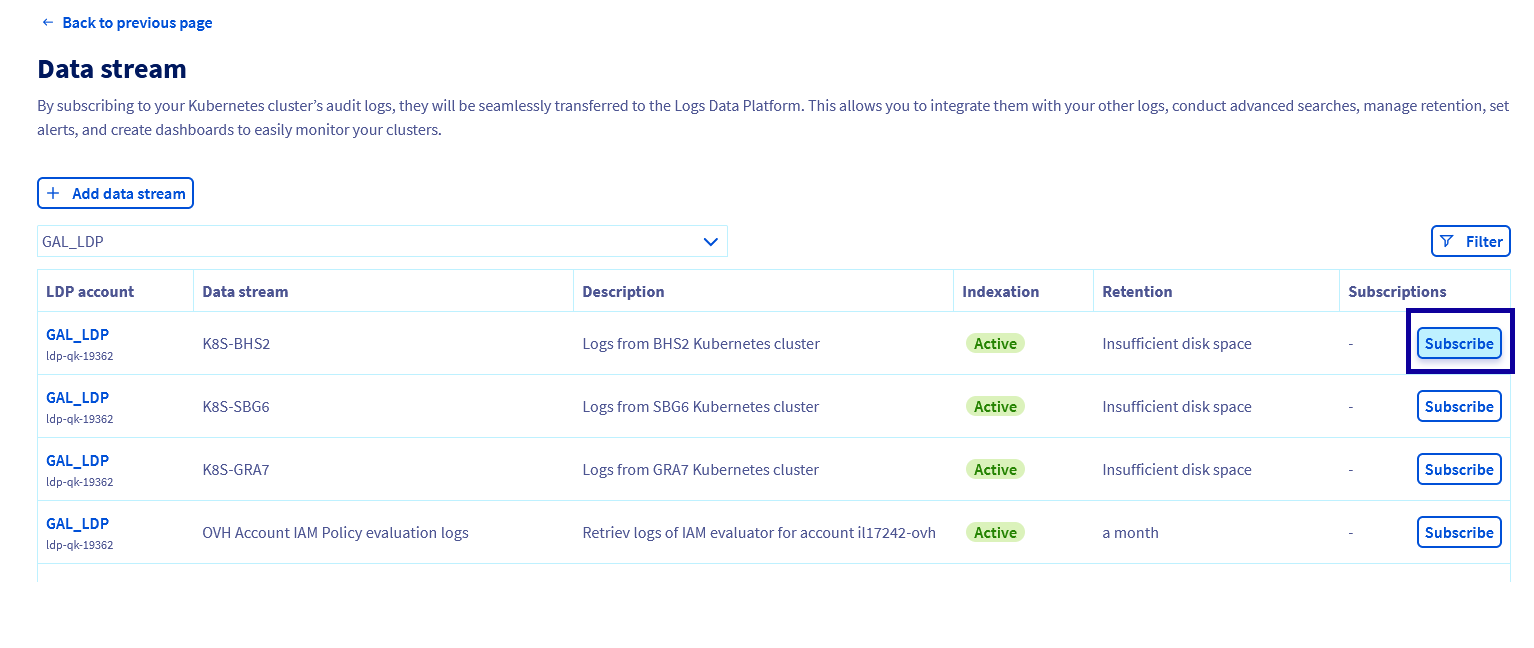 Back to previous page
Data stream
By subscribing to your Kubernetes cluster’s audit logs, they will be seamlessly transferred to the Logs Data Platform. This allows you to integrate them with your other logs, conduct advanced searches, manage retention, set
alerts, and create dashboards to easily monitor your clusters.
Add data stream
GAL_LDP
Filter
LDP account Data stream Description Indexation Retention Subscriptions
GAL_LDP
ldp-qk-19362
K8S-BHS2 Logs from BHS2 Kubernetes cluster Active Insufficient disk space - Subscribe
GAL_LDP
ldp-qk-19362
K8S-SBG6 Logs from SBG6 Kubernetes cluster Active Insufficient disk space - Subscribe
GAL_LDP
ldp-qk-19362
K8S-GRA7 Logs from GRA7 Kubernetes cluster Active Insufficient disk space - Subscribe
GAL_LDP
ldp-qk-19362
OVH Account IAM Policy evaluation logs Retriev logs of IAM evaluator for account il17242-ovh Active a month - Subscribe